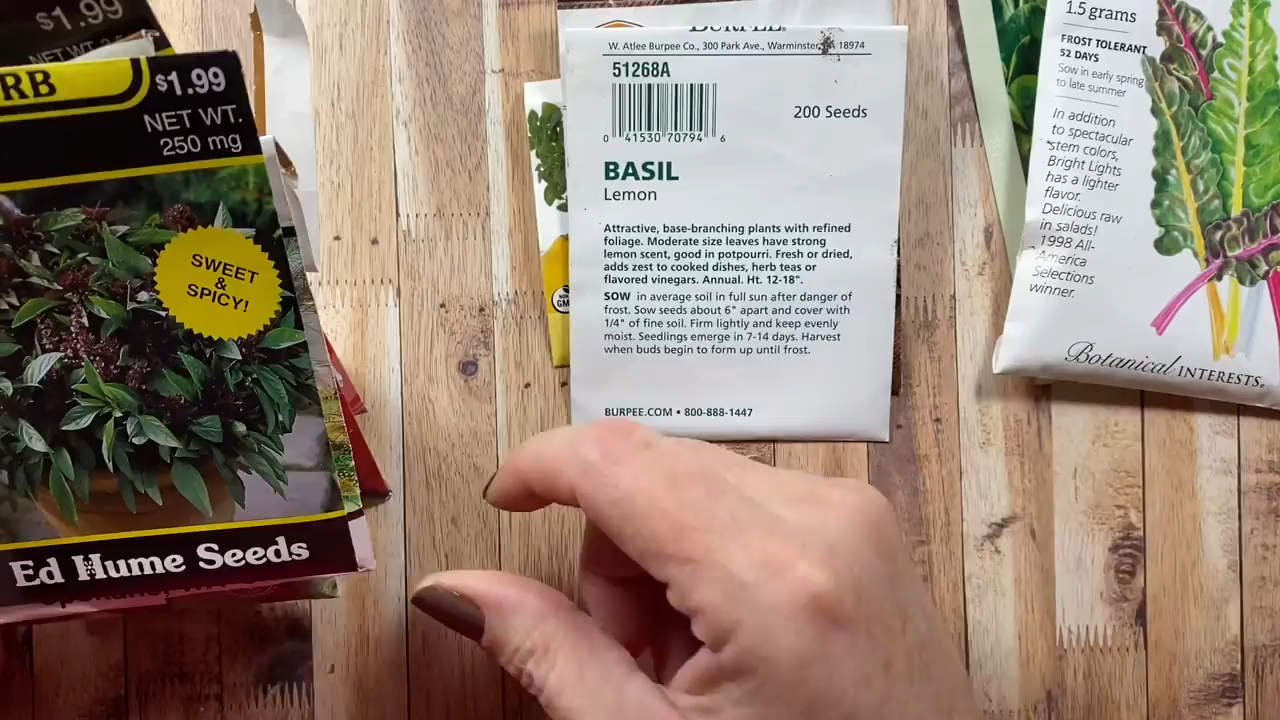 $1.99
NET WT.
RB
$1.99
NET WT.
250 mg
SWEET
&
SPICY!
Ed Hume Seeds
BURPEE
W. Atlee Burpee Co., 300 Park Ave., Warminster, 18974
51268A
200 Seeds
0 41530 70794 6
BASIL
Lemon
Attractive, base-branching plants with refined
foliage. Moderate size leaves have strong
lemon scent, good in potpourri. Fresh or dried,
adds zest to cooked dishes, herb teas or
flavored vinegars. Annual. Ht. 12-18".
SOW in average soil in full sun after danger of
frost. Sow seeds about 6" apart and cover with
1/4" of fine soil. Firm lightly and keep evenly
moist. Seedlings emerge in 7-14 days. Harvest
when buds begin to form up until frost.
BURPEE.COM • 800-888-1447
NON
GM
1.5 grams
FROST TOLERANT
52 DAYS
Sow in early spring
to late summer
In addition
to spectacular
stem colors,
Bright Lights
has a lighter
flavor.
Delicious raw
in salads!
1998 All-
America
Selections
winner.
Botanical INTERESTS®